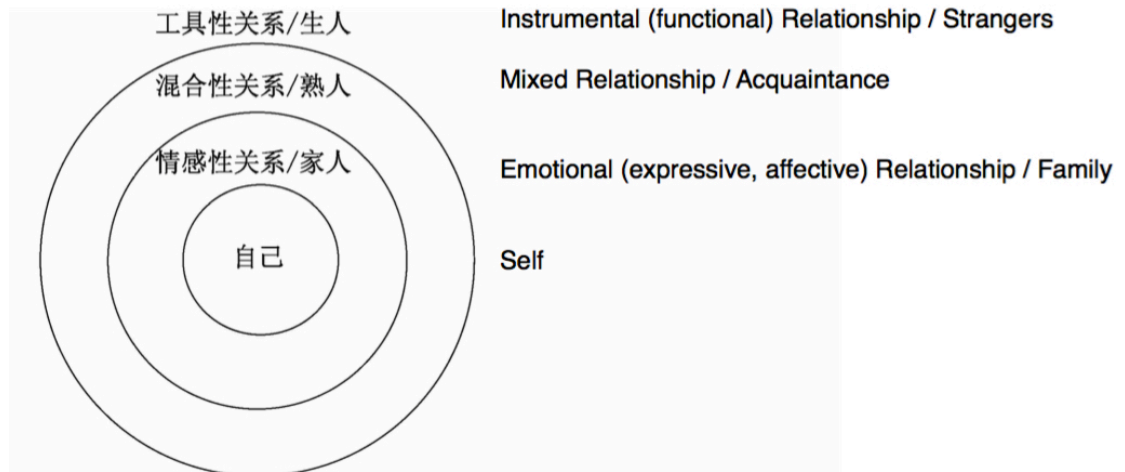 工具性关系/生人
Instrumental (functional) Relationship / Strangers
混合性关系/熟人
Mixed Relationship / Acquaintance
情感性关系/家人
Emotional (expressive, affective) Relationship / Family
自己
Self